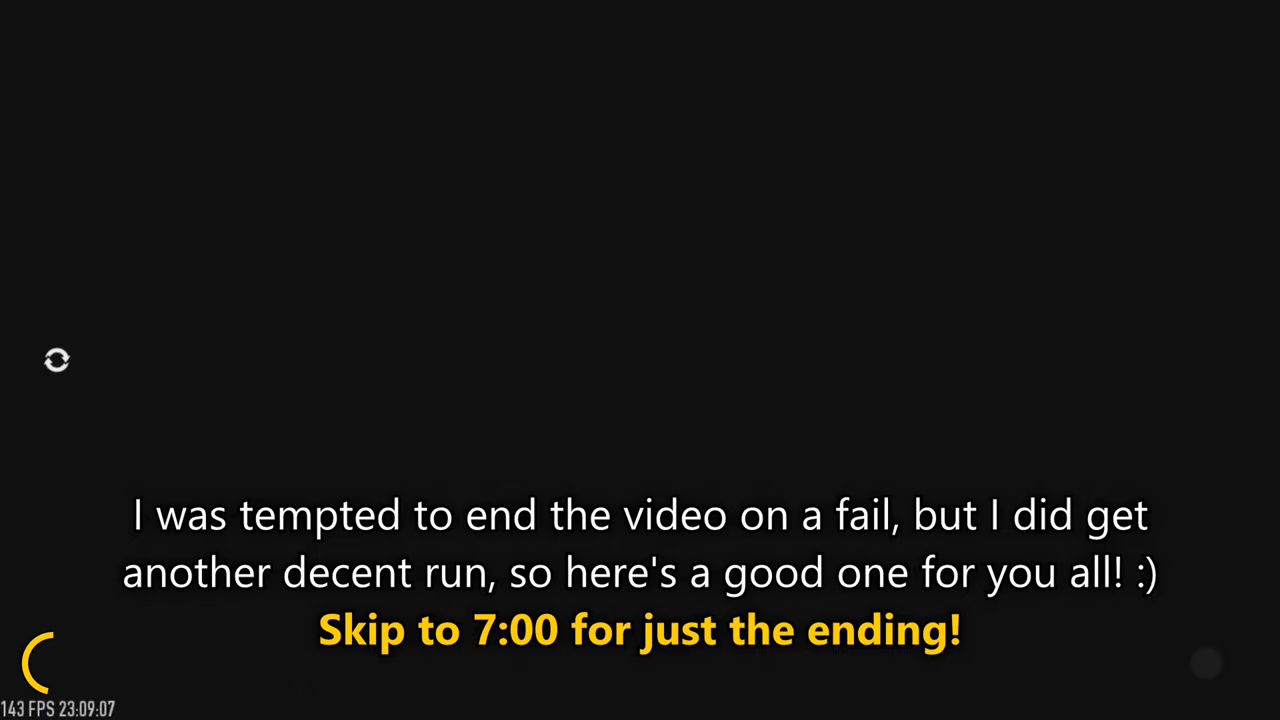 I was tempted to end the video on a fail, but I did get
another decent run, so here's a good one for you all! :)
Skip to 7:00 for just the ending!
143 FPS 23:09:07